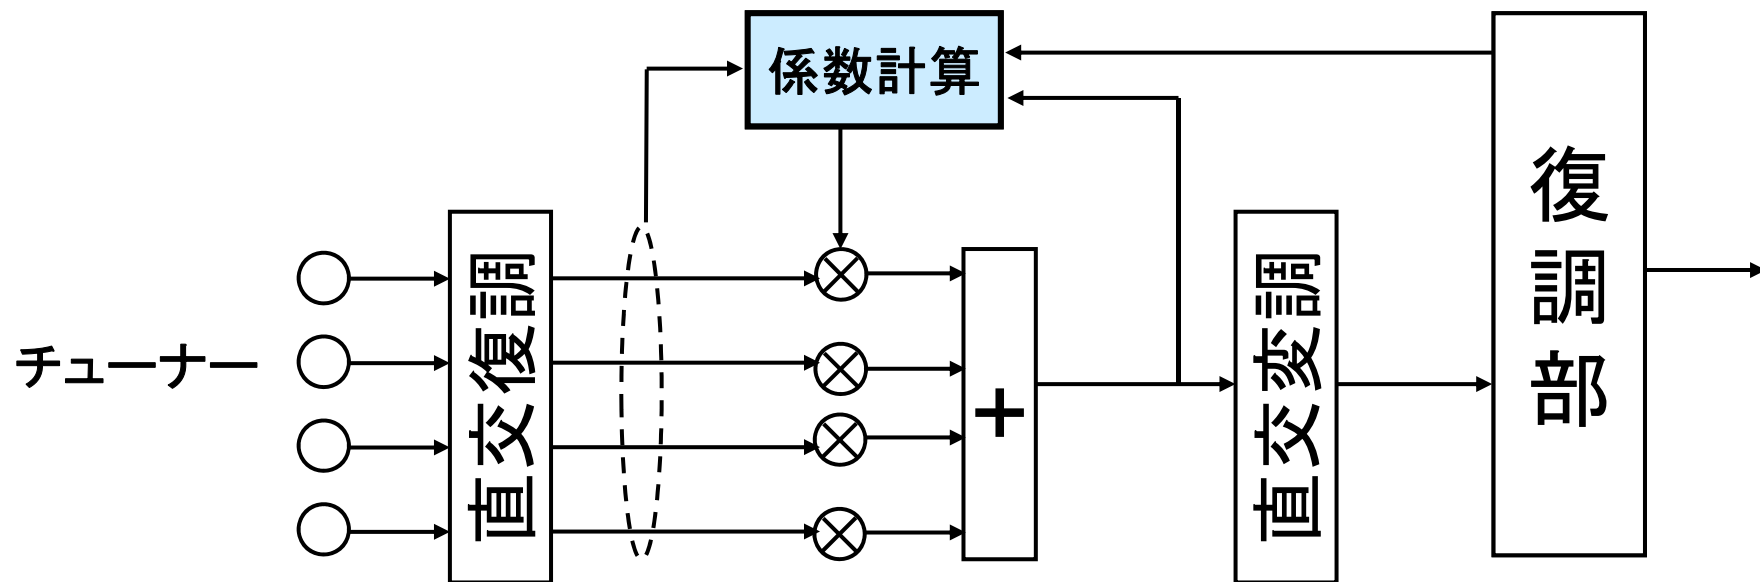 係数計算
チューナー
直交復調
+
直交変調
復調部